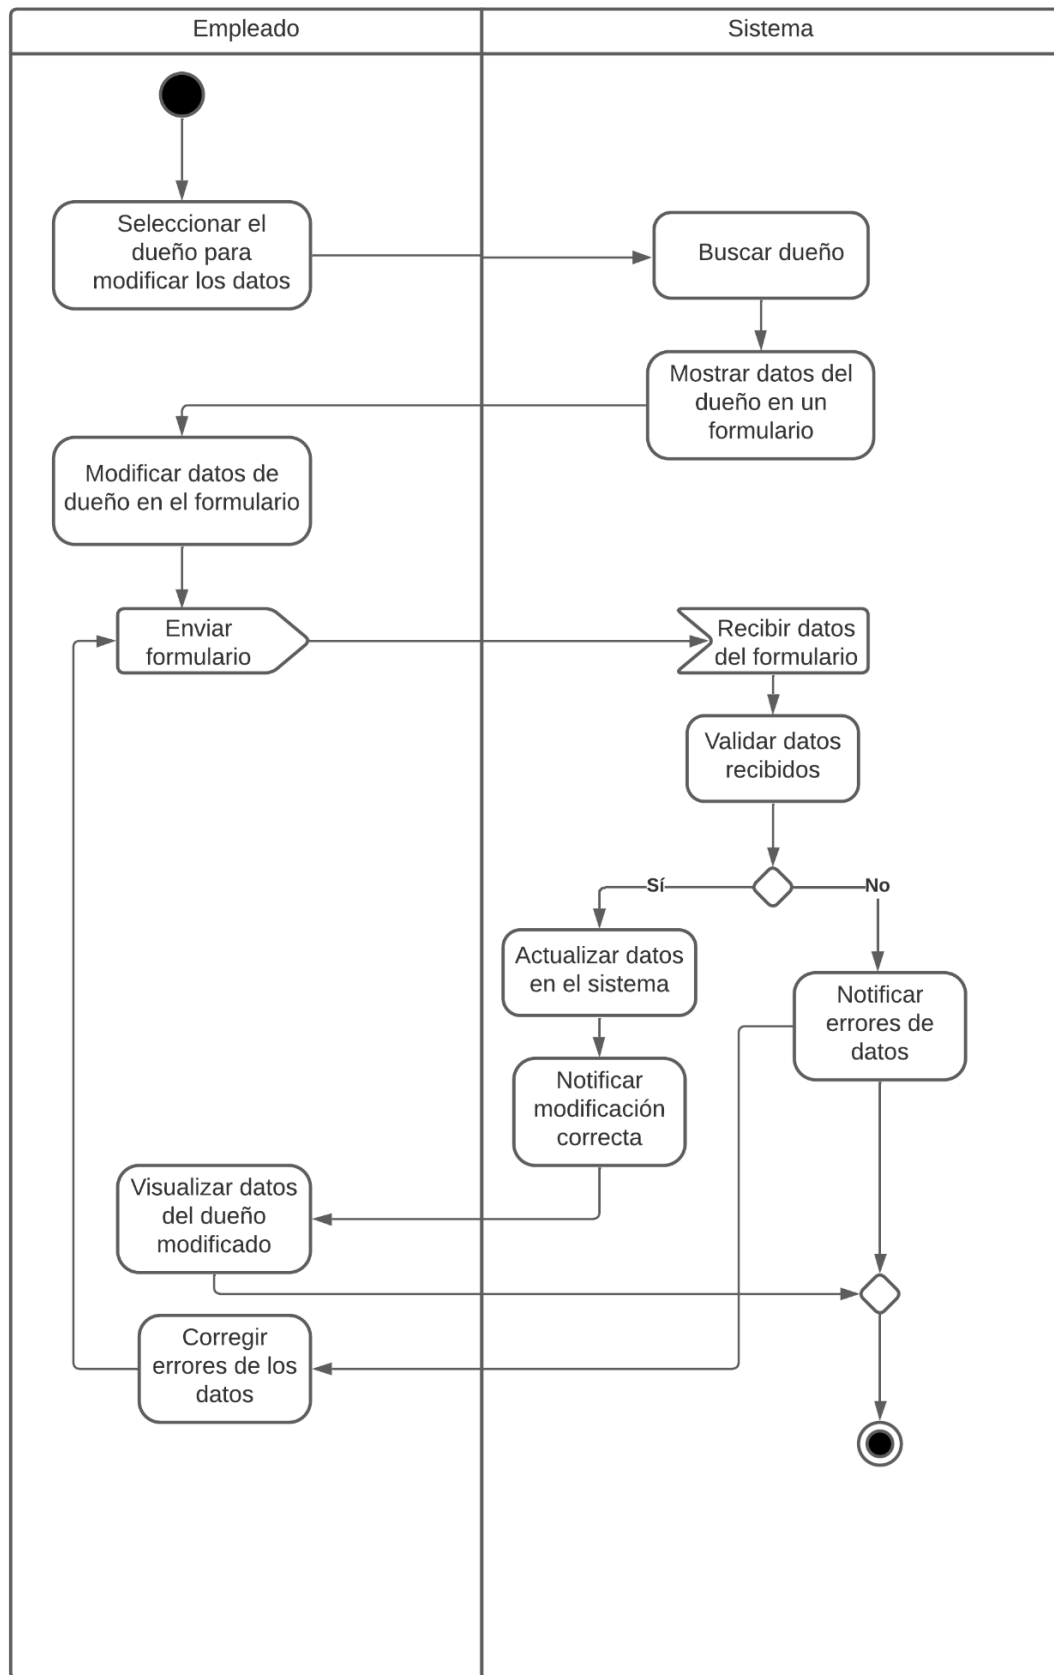 Empleado
Sistema
Seleccionar el
dueño para
modificar los datos
Buscar dueño
Mostrar datos del
dueño en un
formulario
Modificar datos de
dueño en el formulario
Enviar
formulario
Recibir datos
del formulario
Validar datos
recibidos
Sí
No
Actualizar datos
en el sistema
Notificar
errores de
datos
Notificar
modificación
correcta
Visualizar datos
del dueño
modificado
Corregir
errores de los
datos